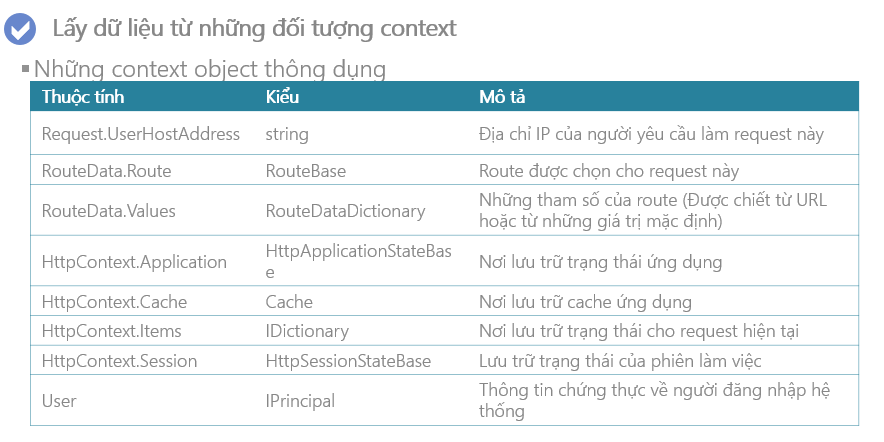 Lấy dữ liệu từ những đối tượng context
Những context object thông dụng
Thuộc tính Kiểu Mô tả
Request.UserHostAddress string Địa chỉ IP của người yêu cầu làm request này
RouteData.Route RouteBase Route được chọn cho request này
RouteData.Values RouteDataDictionary Những tham số của route (Được chiết từ URL
hoặc từ những giá trị mặc định)
HttpContext.Application HttpApplicationStateBas
e Nơi lưu trữ trạng thái ứng dụng
HttpContext.Cache Cache Nơi lưu trữ cache ứng dụng
HttpContext.Items IDictionary Nơi lưu trữ trạng thái cho request hiện tại
HttpContext.Session HttpSessionStateBase Lưu trữ trạng thái của phiên làm việc
User IPrincipal Thông tin chứng thực về người đăng nhập hệ
thống